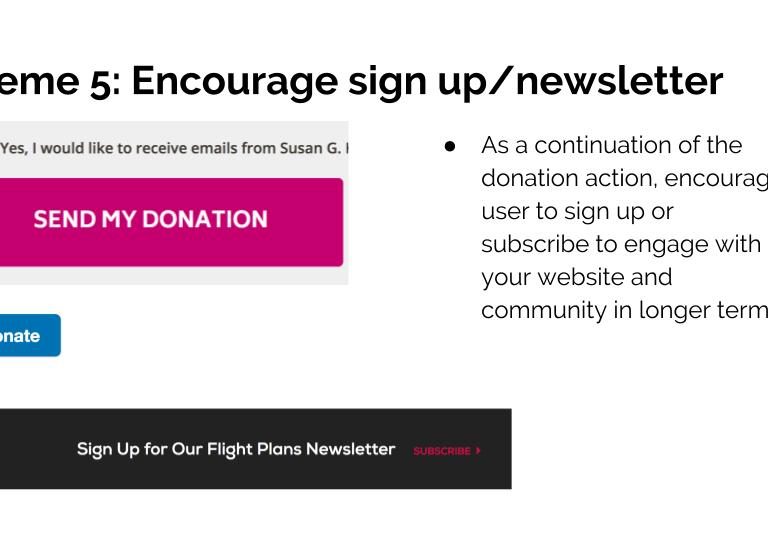 eme 5: Encourage sign up/newsletter
Yes, I would like to receive emails from Susan G.
SEND MY DONATION
onate
Sign Up for Our Flight Plans Newsletter SUBSCRIBE
● As a continuation of the
donation action, encourag
user to sign up or
subscribe to engage with
your website and
community in longer term